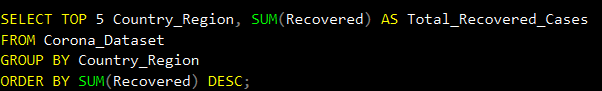 SELECT TOP 5 Country_Region, SUM(Recovered) AS Total_Recovered_Cases
FROM Corona_Dataset
GROUP BY Country_Region
ORDER BY SUM(Recovered) DESC;